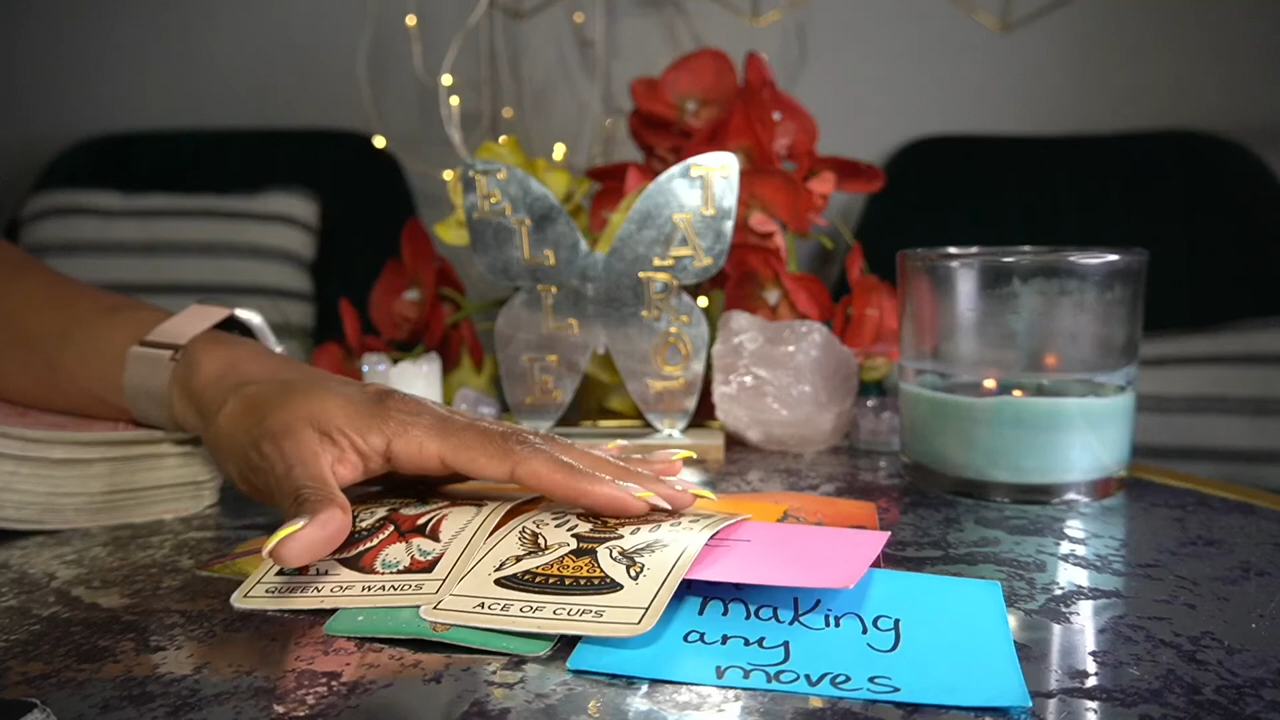 ELLE
TAROT
QUEEN OF WANDS
ACE OF CUPS
making
any
moves